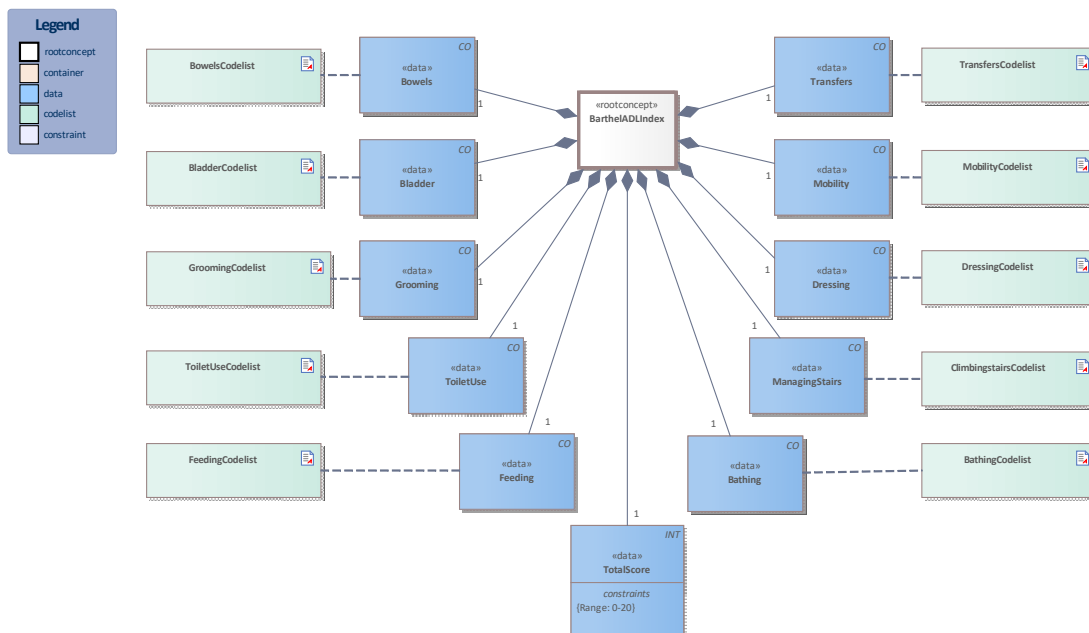 Legend
rootconcept
container
data
codelist
constraint
BowelsCodelist
CO
«data»
Bowels
1
«rootconcept»
BarthelADLIndex
CO
«data»
Transfers
1
TransfersCodelist
BladderCodelist
CO
«data»
Bladder
1
CO
«data»
Mobility
1
MobilityCodelist
GroomingCodelist
CO
«data»
Grooming
1
CO
«data»
Dressing
1
DressingCodelist
ToiletUseCodelist
1
CO
«data»
ToiletUse
1
CO
«data»
ManagingStairs
ClimbingstairsCodelist
FeedingCodelist
1
CO
«data»
Feeding
1
CO
«data»
Bathing
BathingCodelist
1
INT
«data»
TotalScore
constraints
{Range: 0-20}